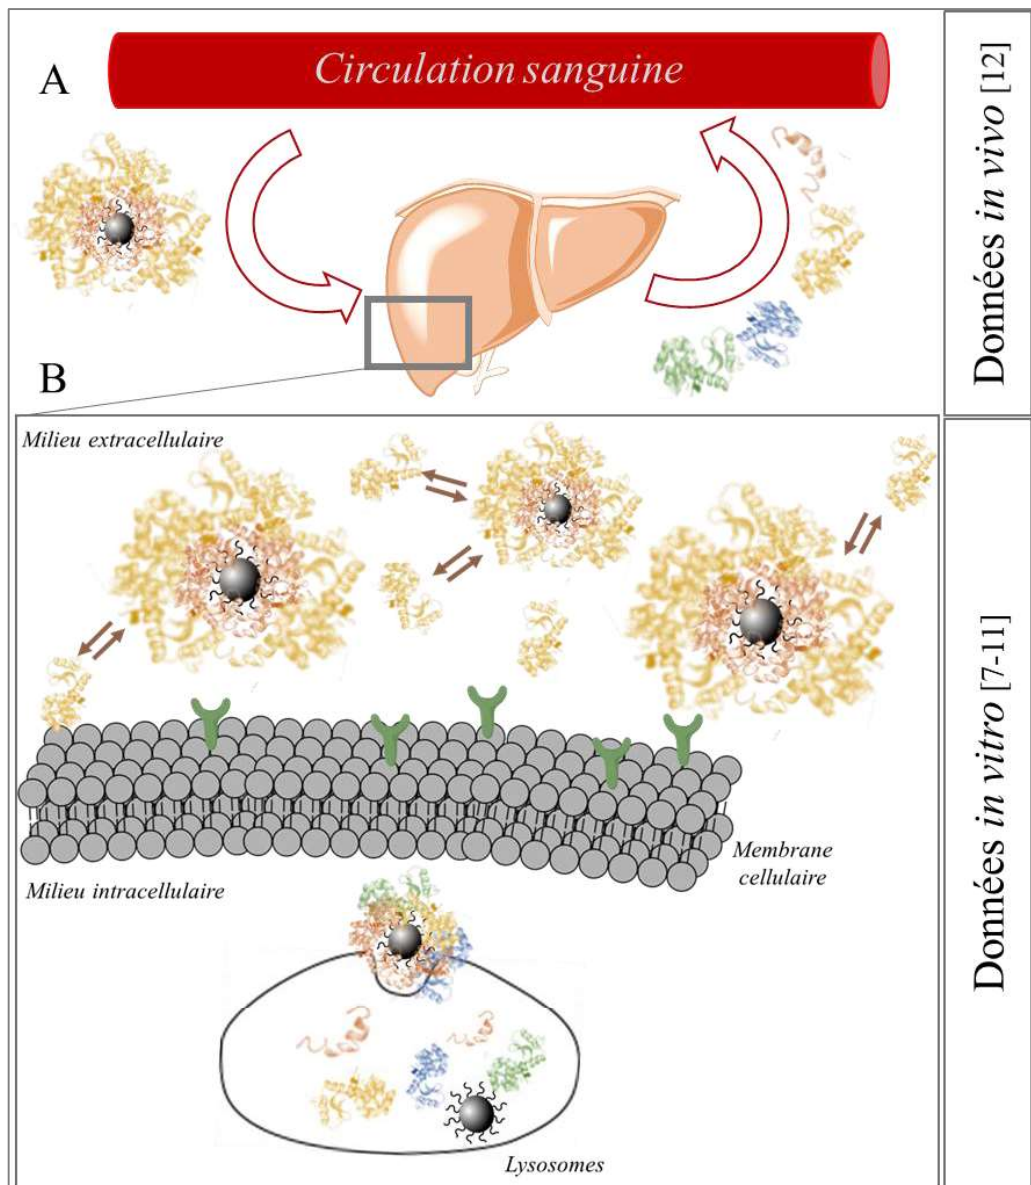 A
Circulation sanguine
B
Données in vivo [12]
Milieu extracellulaire
Membrane
cellulaire
Milieu intracellulaire
Lysosomes
Données in vitro [7-11]